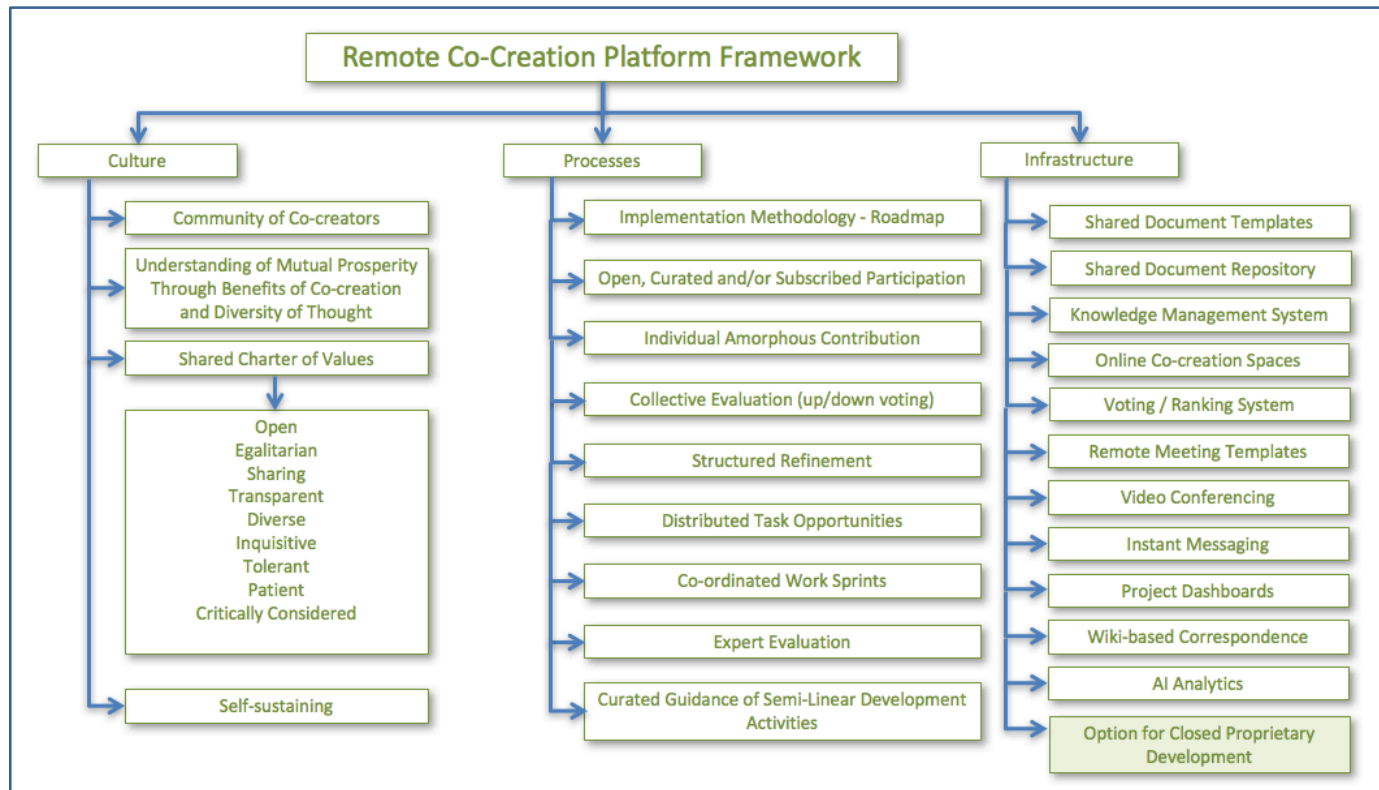 Remote Co-Creation Platform Framework
Culture
Community of Co-creators
Understanding of Mutual Prosperity
Through Benefits of Co-creation
and Diversity of Thought
Shared Charter of Values
Open
Egalitarian
Sharing
Transparent
Diverse
Inquisitive
Tolerant
Patient
Critically Considered
Self-sustaining
Processes
Implementation Methodology - Roadmap
Open, Curated and/or Subscribed Participation
Individual Amorphous Contribution
Collective Evaluation (up/down voting)
Structured Refinement
Distributed Task Opportunities
Co-ordinated Work Sprints
Expert Evaluation
Curated Guidance of Semi-Linear Development
Activities
Infrastructure
Shared Document Templates
Shared Document Repository
Knowledge Management System
Online Co-creation Spaces
Voting / Ranking System
Remote Meeting Templates
Video Conferencing
Instant Messaging
Project Dashboards
Wiki-based Correspondence
AI Analytics
Option for Closed Proprietary
Development